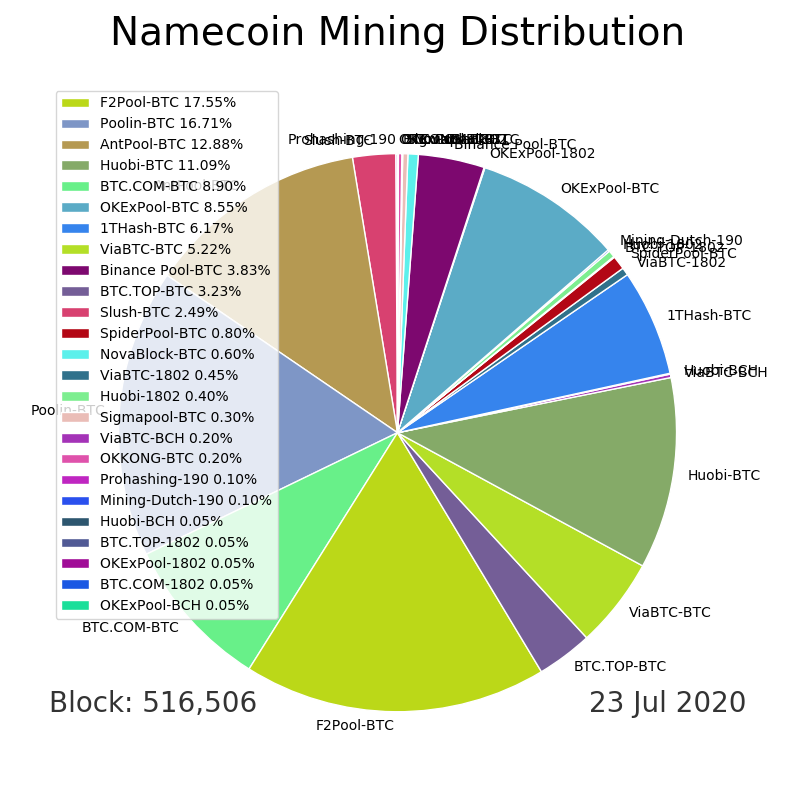 Namecoin Mining Distribution
F2Pool-BTC 17.55%
Poolin-BTC 16.71%
AntPool-BTC 12.88%
Huobi-BTC 11.09%
BTC.COM-BTC 8.90%
OKExPool-BTC 8.55%
1THash-BTC 6.17%
ViaBTC-BTC 5.22%
Binance Pool-BTC 3.83%
BTC.TOP-BTC 3.23%
Slush-BTC 2.49%
SpiderPool-BTC 0.80%
NovaBlock-BTC 0.60%
ViaBTC-1802 0.45%
Huobi-1802 0.40%
Sigmapool-BTC 0.30%
ViaBTC-BCH 0.20%
OKKONG-BTC 0.20%
Prohashing-190 0.10%
Mining-Dutch-190 0.10%
Huobi-BCH 0.05%
BTC.TOP-1802 0.05%
OKExPool-1802 0.05%
BTC.COM-1802 0.05%
OKExPool-BCH 0.05%
Prohashing-190
Slush-BTC
Binance Pool-BTC
OKExPool-1802
OKExPool-BTC
Mining-Dutch-190
Huobi-1802
BTC.TOP-1802
SpiderPool-BTC
ViaBTC-1802
1THash-BTC
Huobi-BCH
ViaBTC-BCH
Poolin-BTC
Huobi-BTC
ViaBTC-BTC
BTC.COM-BTC
BTC.TOP-BTC
F2Pool-BTC
Block: 516,506
23 Jul 2020